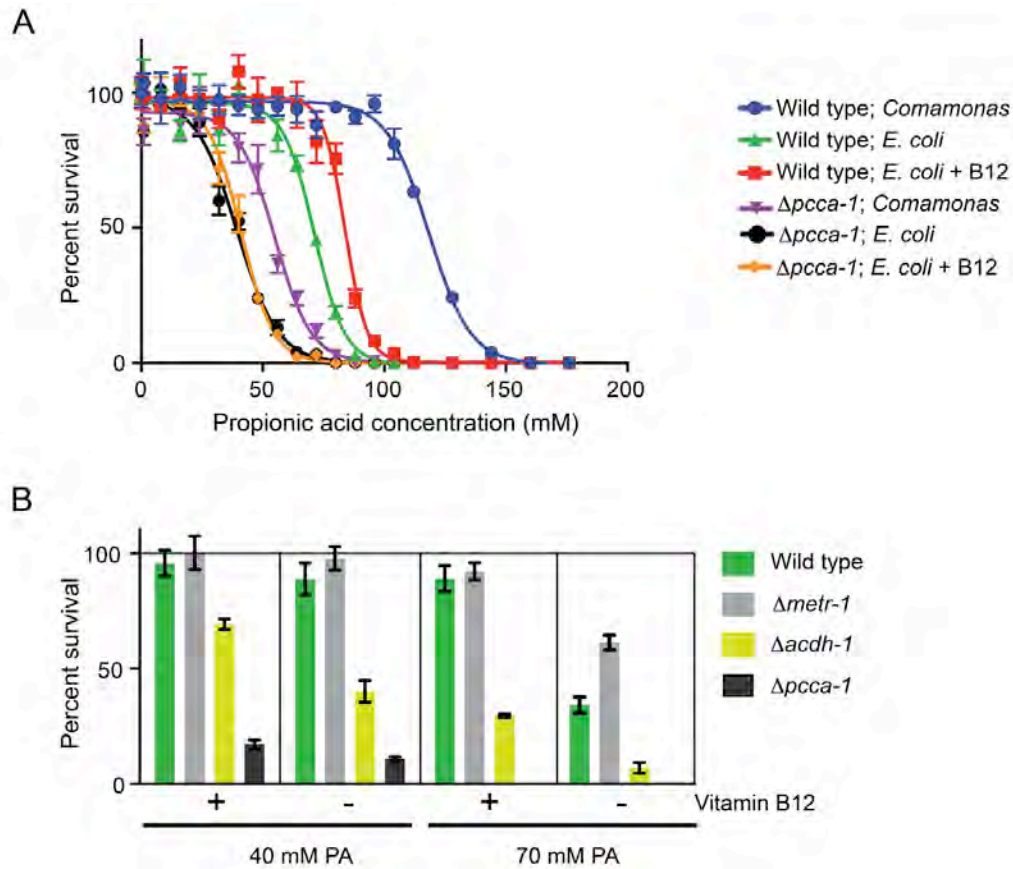 A
Percent survival
100
50
0
0
50
100
150
200
Propionic acid concentration (mM)
Wild type; Comamonas
Wild type; E. coli
Wild type; E. coli + B12
Δpcca-1; Comamonas
Δpcca-1; E. coli
Δpcca-1; E. coli + B12
B
Percent survival
100
50
0
+ - + - Vitamin B12
40 mM PA 70 mM PA
Wild type
Δmetr-1
Δacdh-1
Δpcca-1